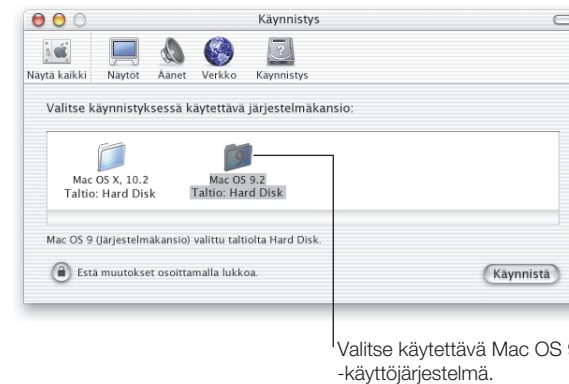 Käynnistys
Näytä kaikki Näytöt Äänet Verkko Käynnistys
Valitse käynnistyksessä käytettävä järjestelmäkansio:
9
Mac OS X, 10.2 Mac OS 9.2
Taltio: Hard Disk Taltio: Hard Disk
Mac OS 9 (Järjestelmäkansio) valittu taltiolta Hard Disk.
Estä muutokset osoittamalla lukkoa. Käynnistä
Valitse käytettävä Mac OS 9
-käyttöjärjestelmä.